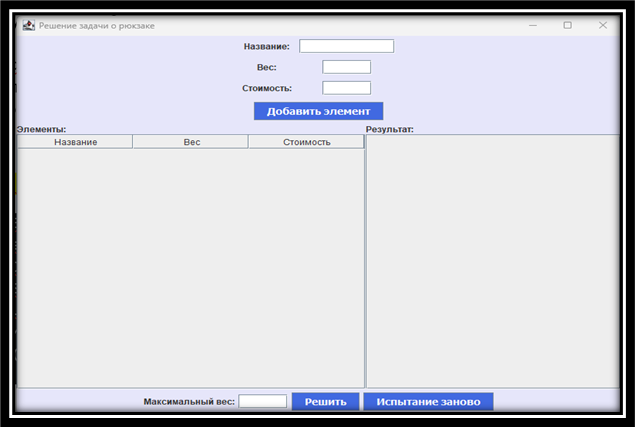 Решение задачи о рюкзаке
Название:
Вес:
Стоимость:
Добавить элемент
Элементы: Результат:
Название Вес Стоимость
Максимальный вес: Решить Испытание заново